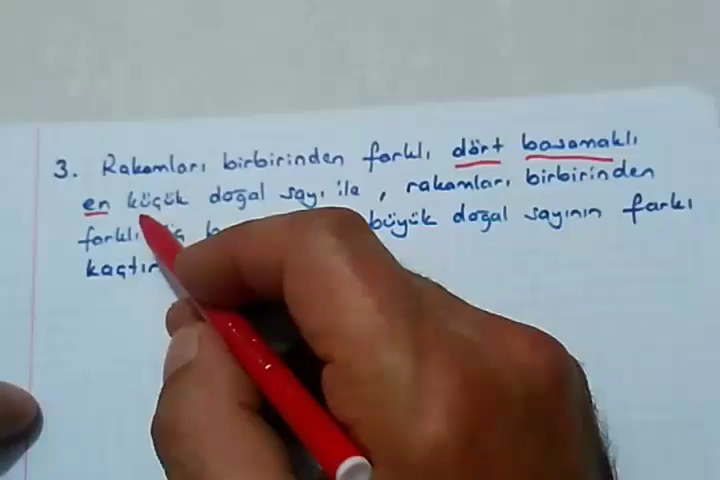 3. Rakamları birbirinden farklı dört basamaklı
en küçük doğal sayı ile, rakamları birbirinden
farklı büyük doğal sayının farkı
kaçtır